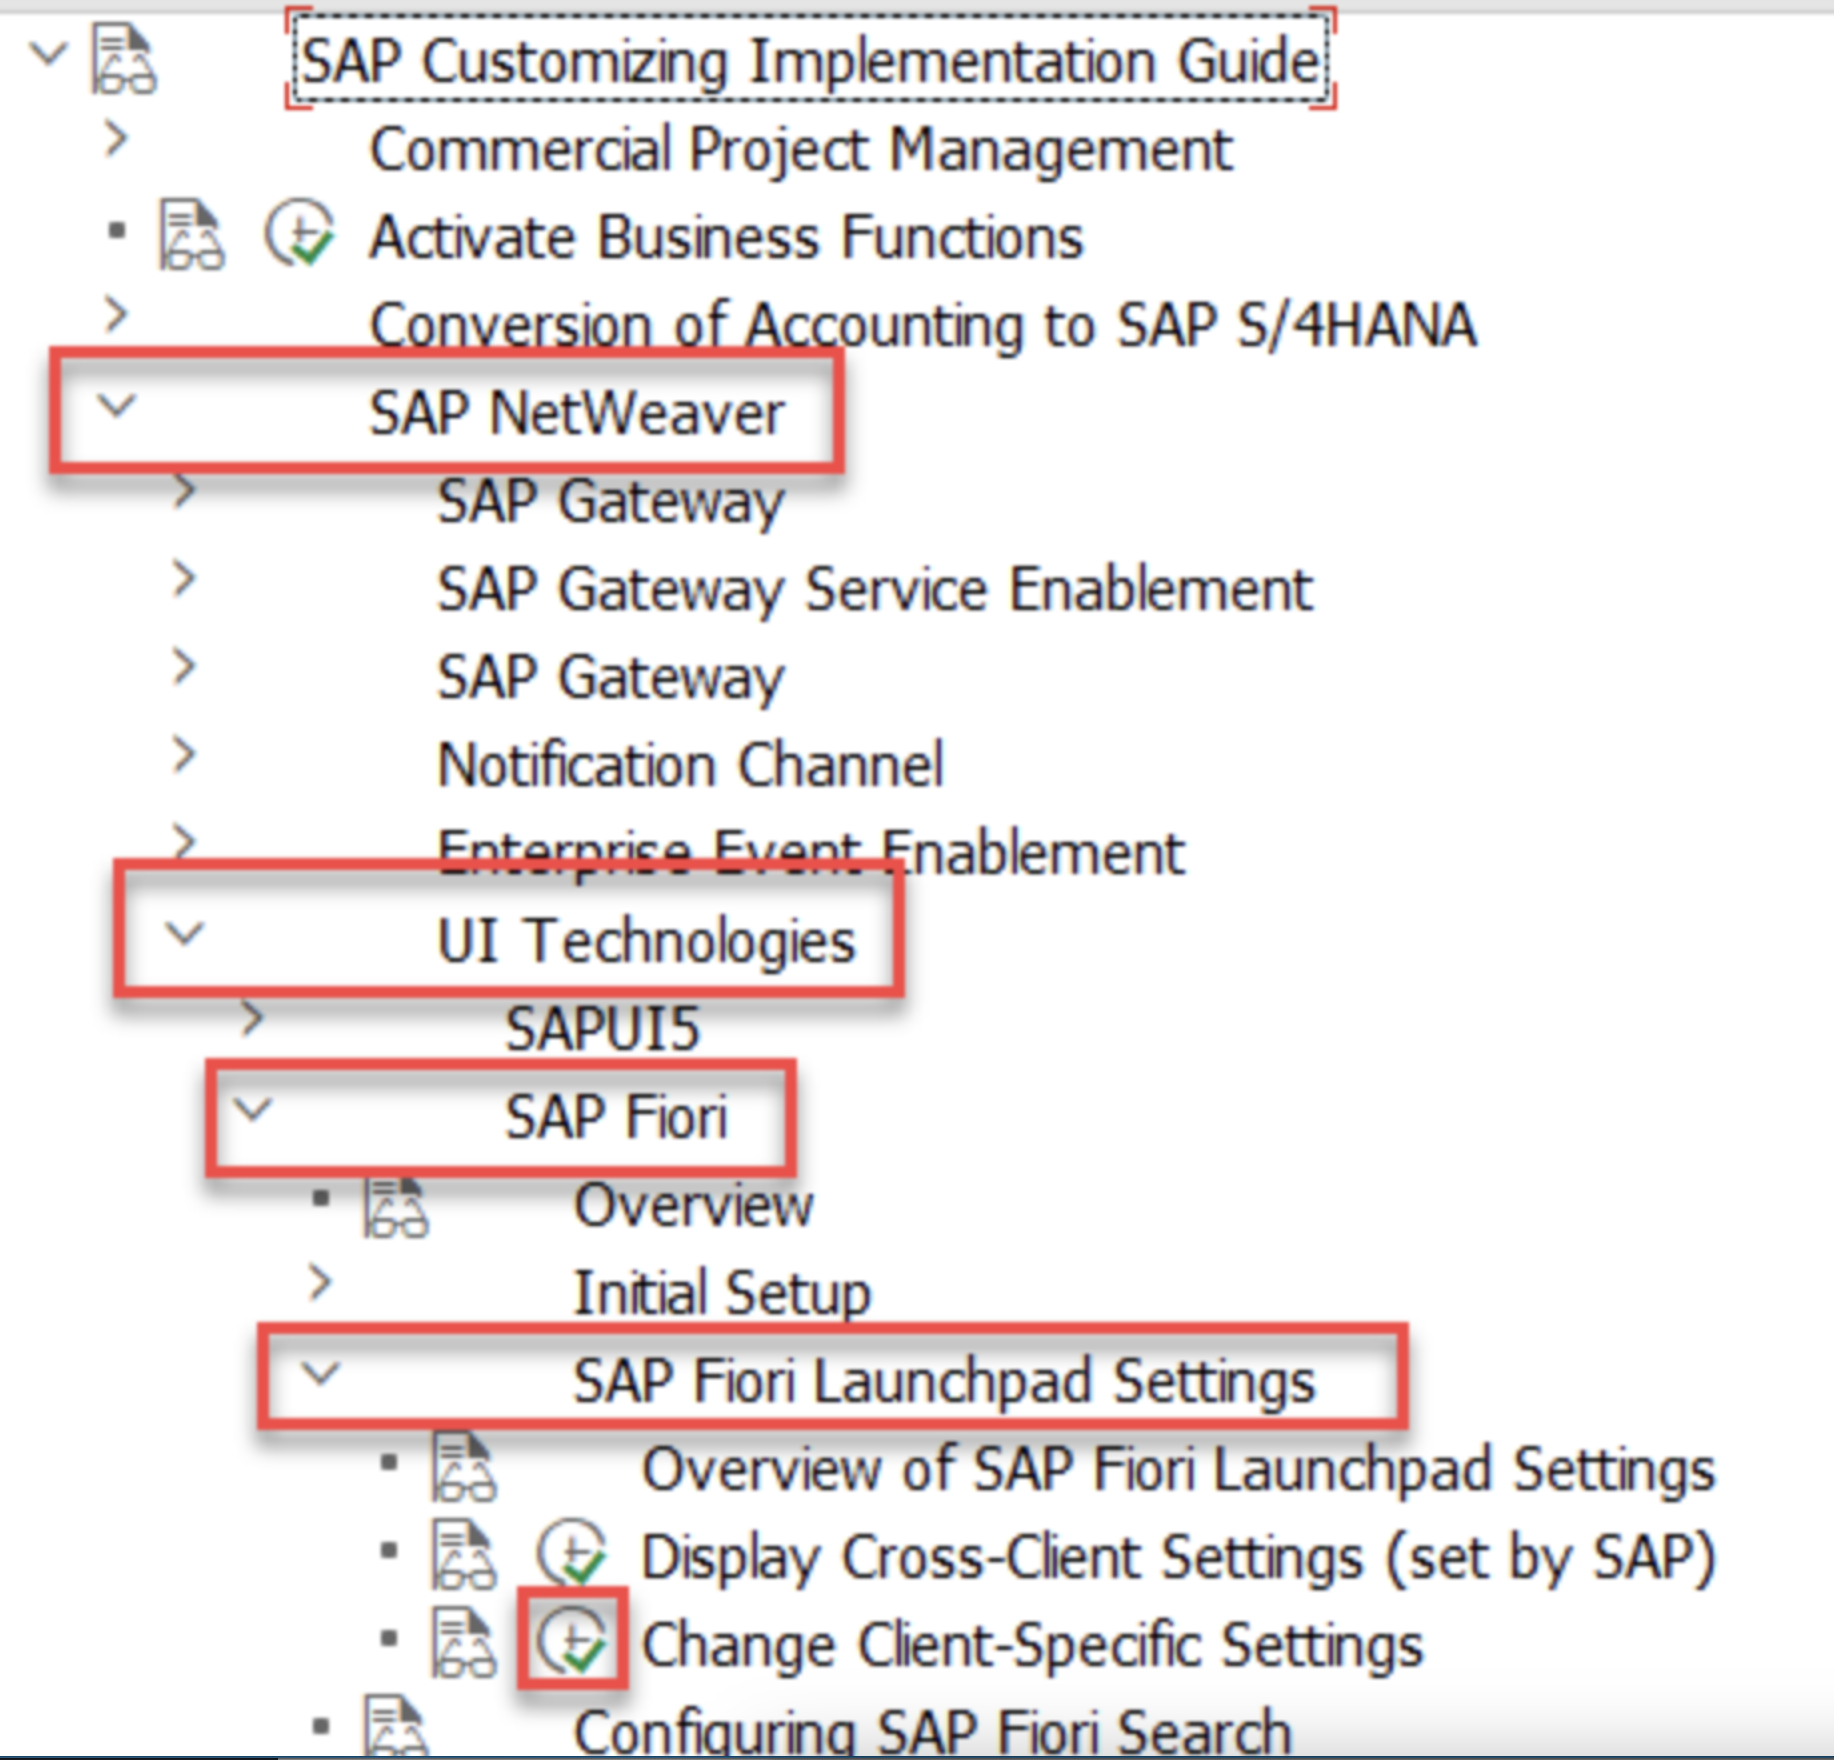 SAP Customizing Implementation Guide
Commercial Project Management
Activate Business Functions
Conversion of Accounting to SAP S/4HANA
SAP NetWeaver
SAP Gateway
SAP Gateway Service Enablement
SAP Gateway
Notification Channel
Enterprise Event Enablement
UI Technologies
SAPUI5
SAP Fiori
Overview
Initial Setup
SAP Fiori Launchpad Settings
Overview of SAP Fiori Launchpad Settings
Display Cross-Client Settings (set by SAP)
Change Client-Specific Settings
Configuring SAP Fiori Search